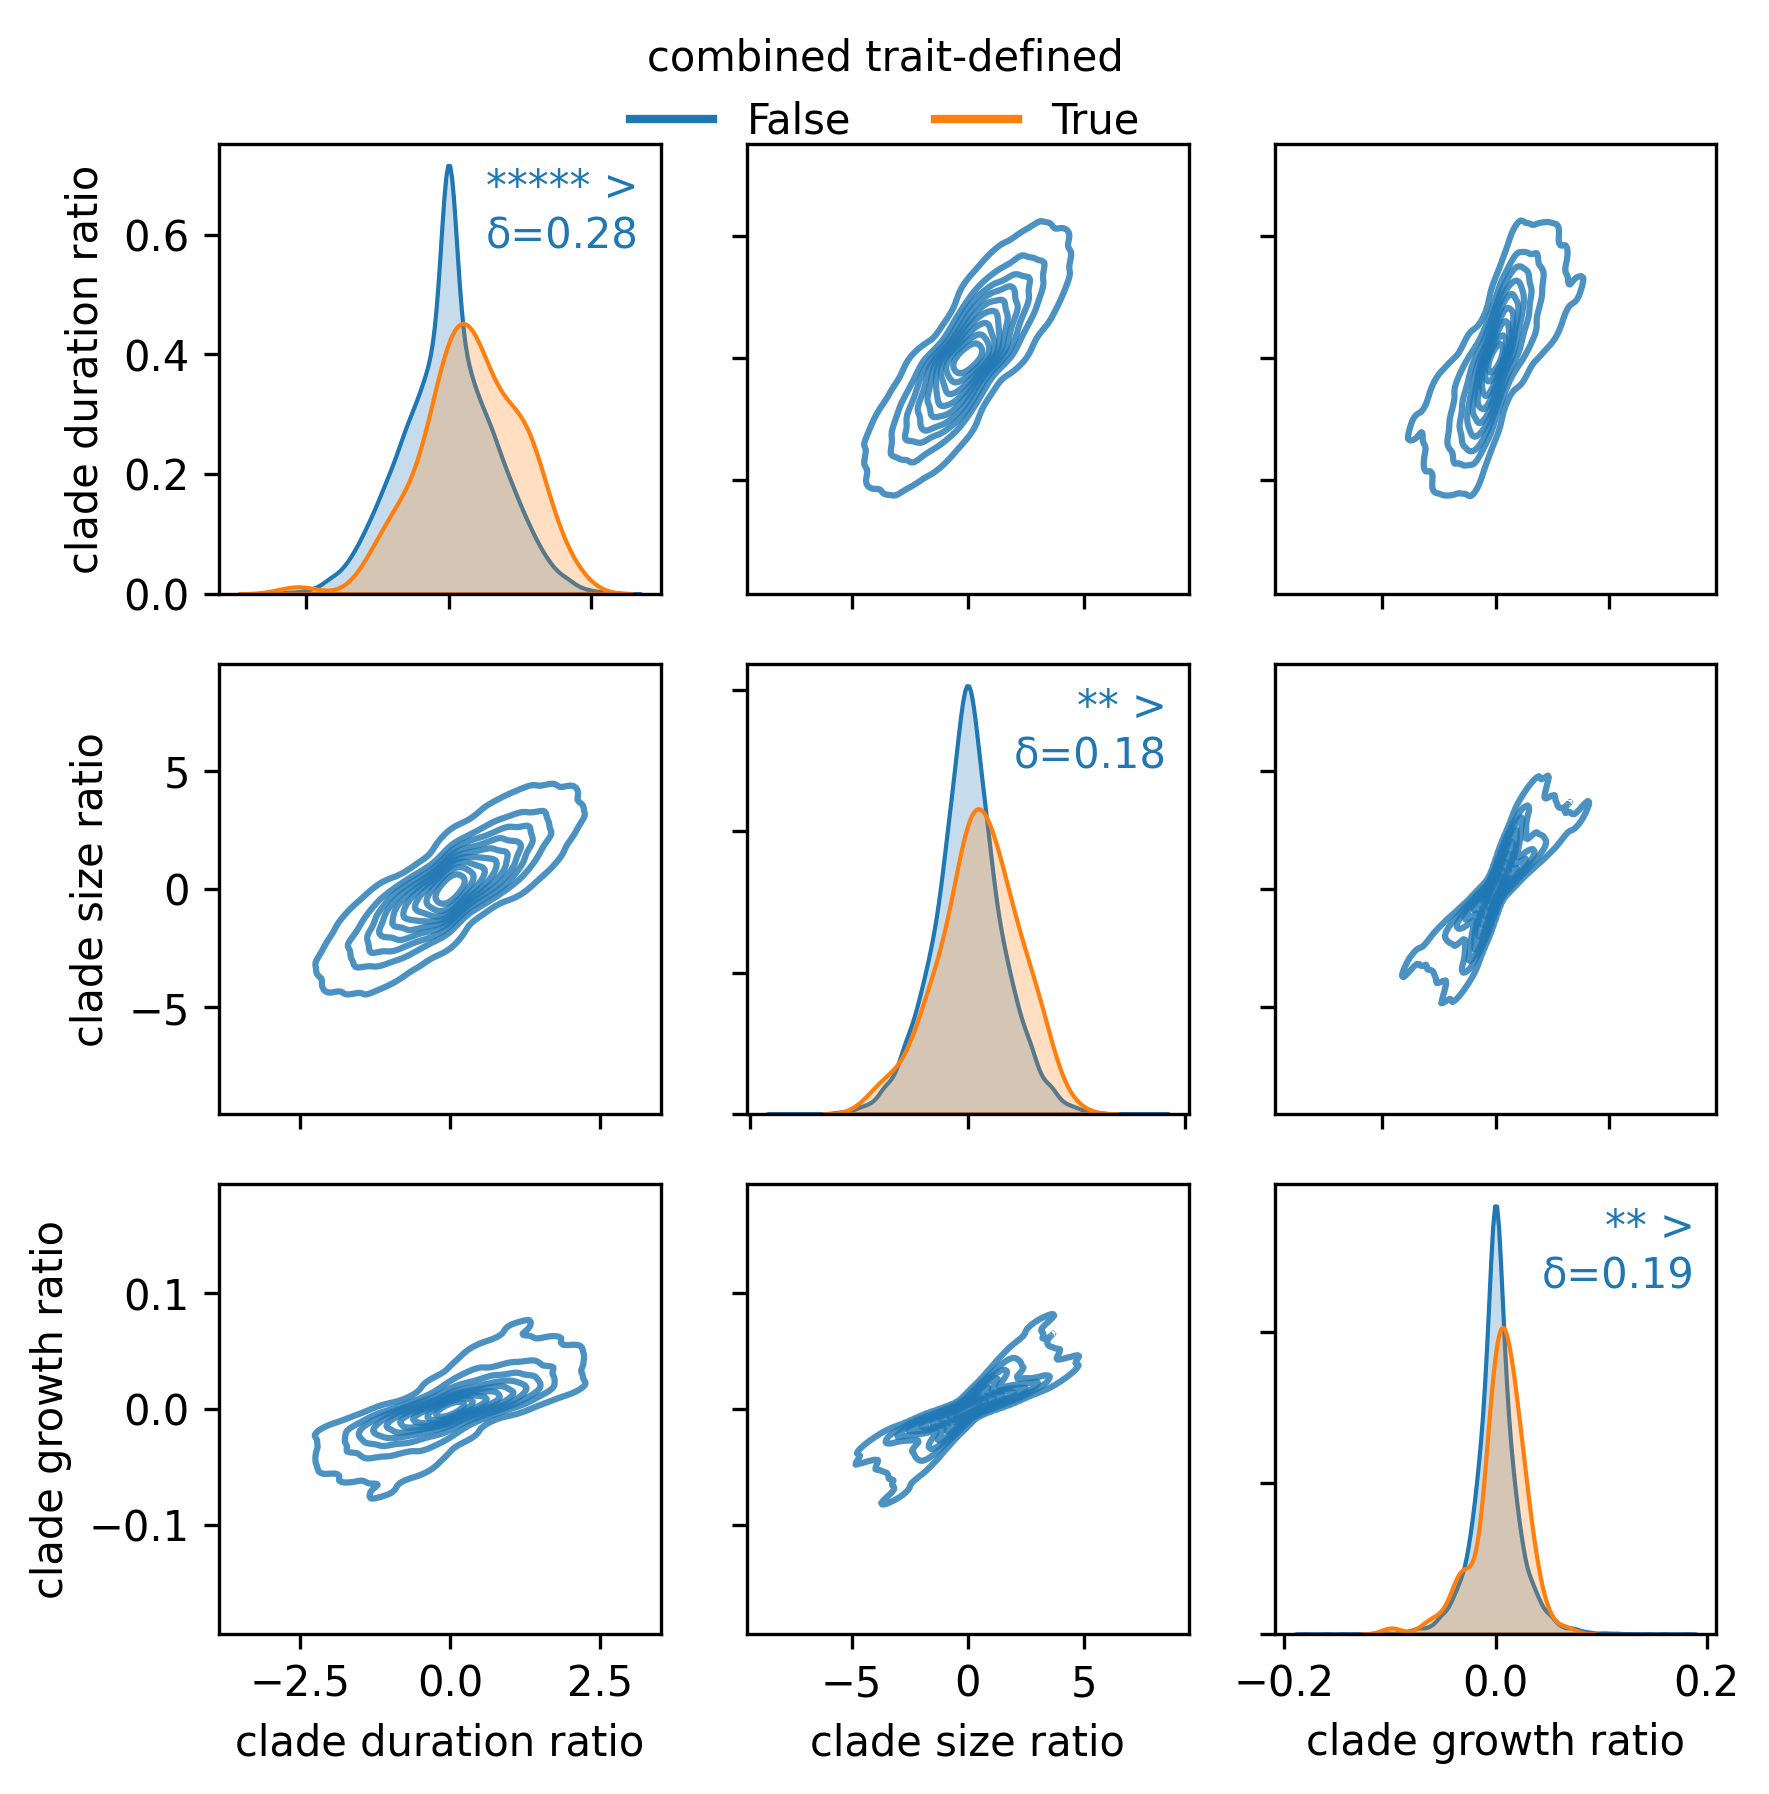 combined trait-defined
False True
clade duration ratio
0.6
0.4
0.2
0.0
***** >
δ=0.28
clade size ratio
5
0
−5
** >
δ=0.18
clade growth ratio
0.1
0.0
−0.1
** >
δ=0.19
−2.5 0.0 2.5
−5 0 5
−0.2 0.0 0.2
clade duration ratio
clade size ratio
clade growth ratio